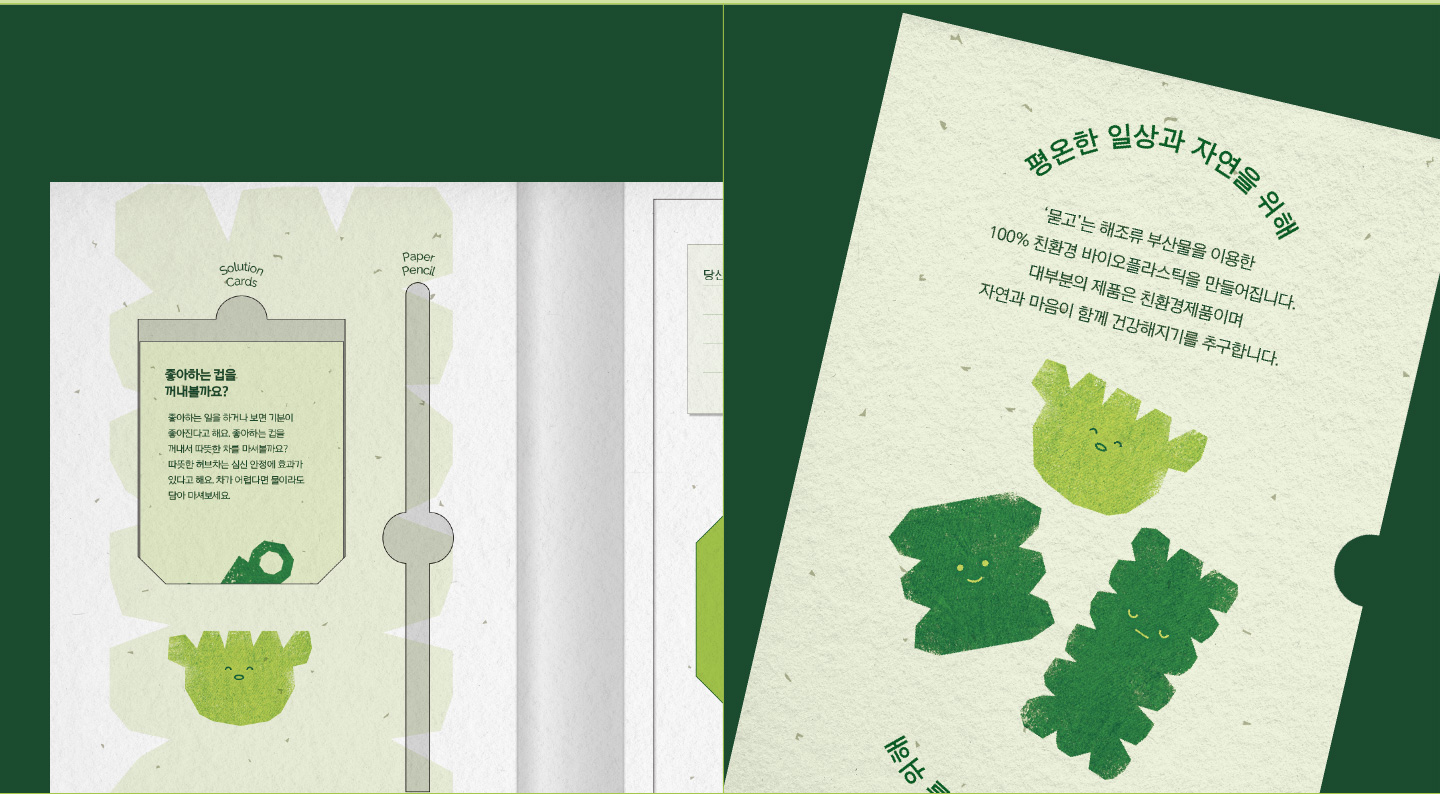 Solution
Cards
Paper
Pencil
좋아하는 컵을
꺼내볼까요?
좋아하는 일을 하거나 보면 기분이
좋아진다고 해요. 좋아하는 컵을
꺼내서 따뜻한 차를 마셔볼까요?
따뜻한 허브차는 심신 안정에 효과가
있다고 해요. 차가 어렵다면 물이라도
담아 마셔보세요.
당신
평온한 일상과 자연을 위해
‘묻고’는 해조류 부산물을 이용한
100% 친환경 바이오플라스틱을 만들어집니다.
대부분의 제품은 친환경제품이며
자연과 마음이 함께 건강해지기를 추구합니다.
위해